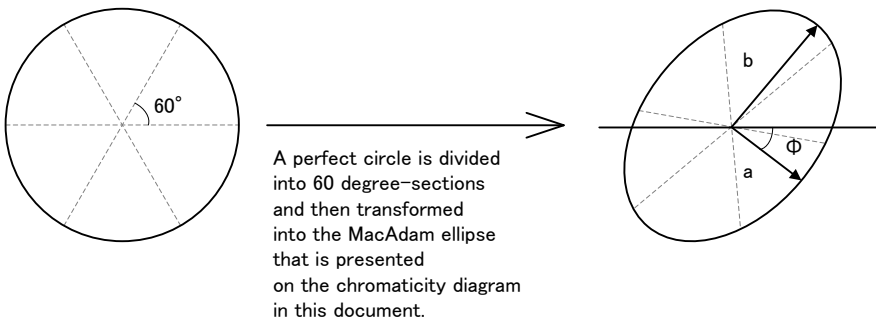 60°
A perfect circle is divided
into 60 degree-sections
and then transformed
into the MacAdam ellipse
that is presented
on the chromaticity diagram
in this document.
b
Φ
a